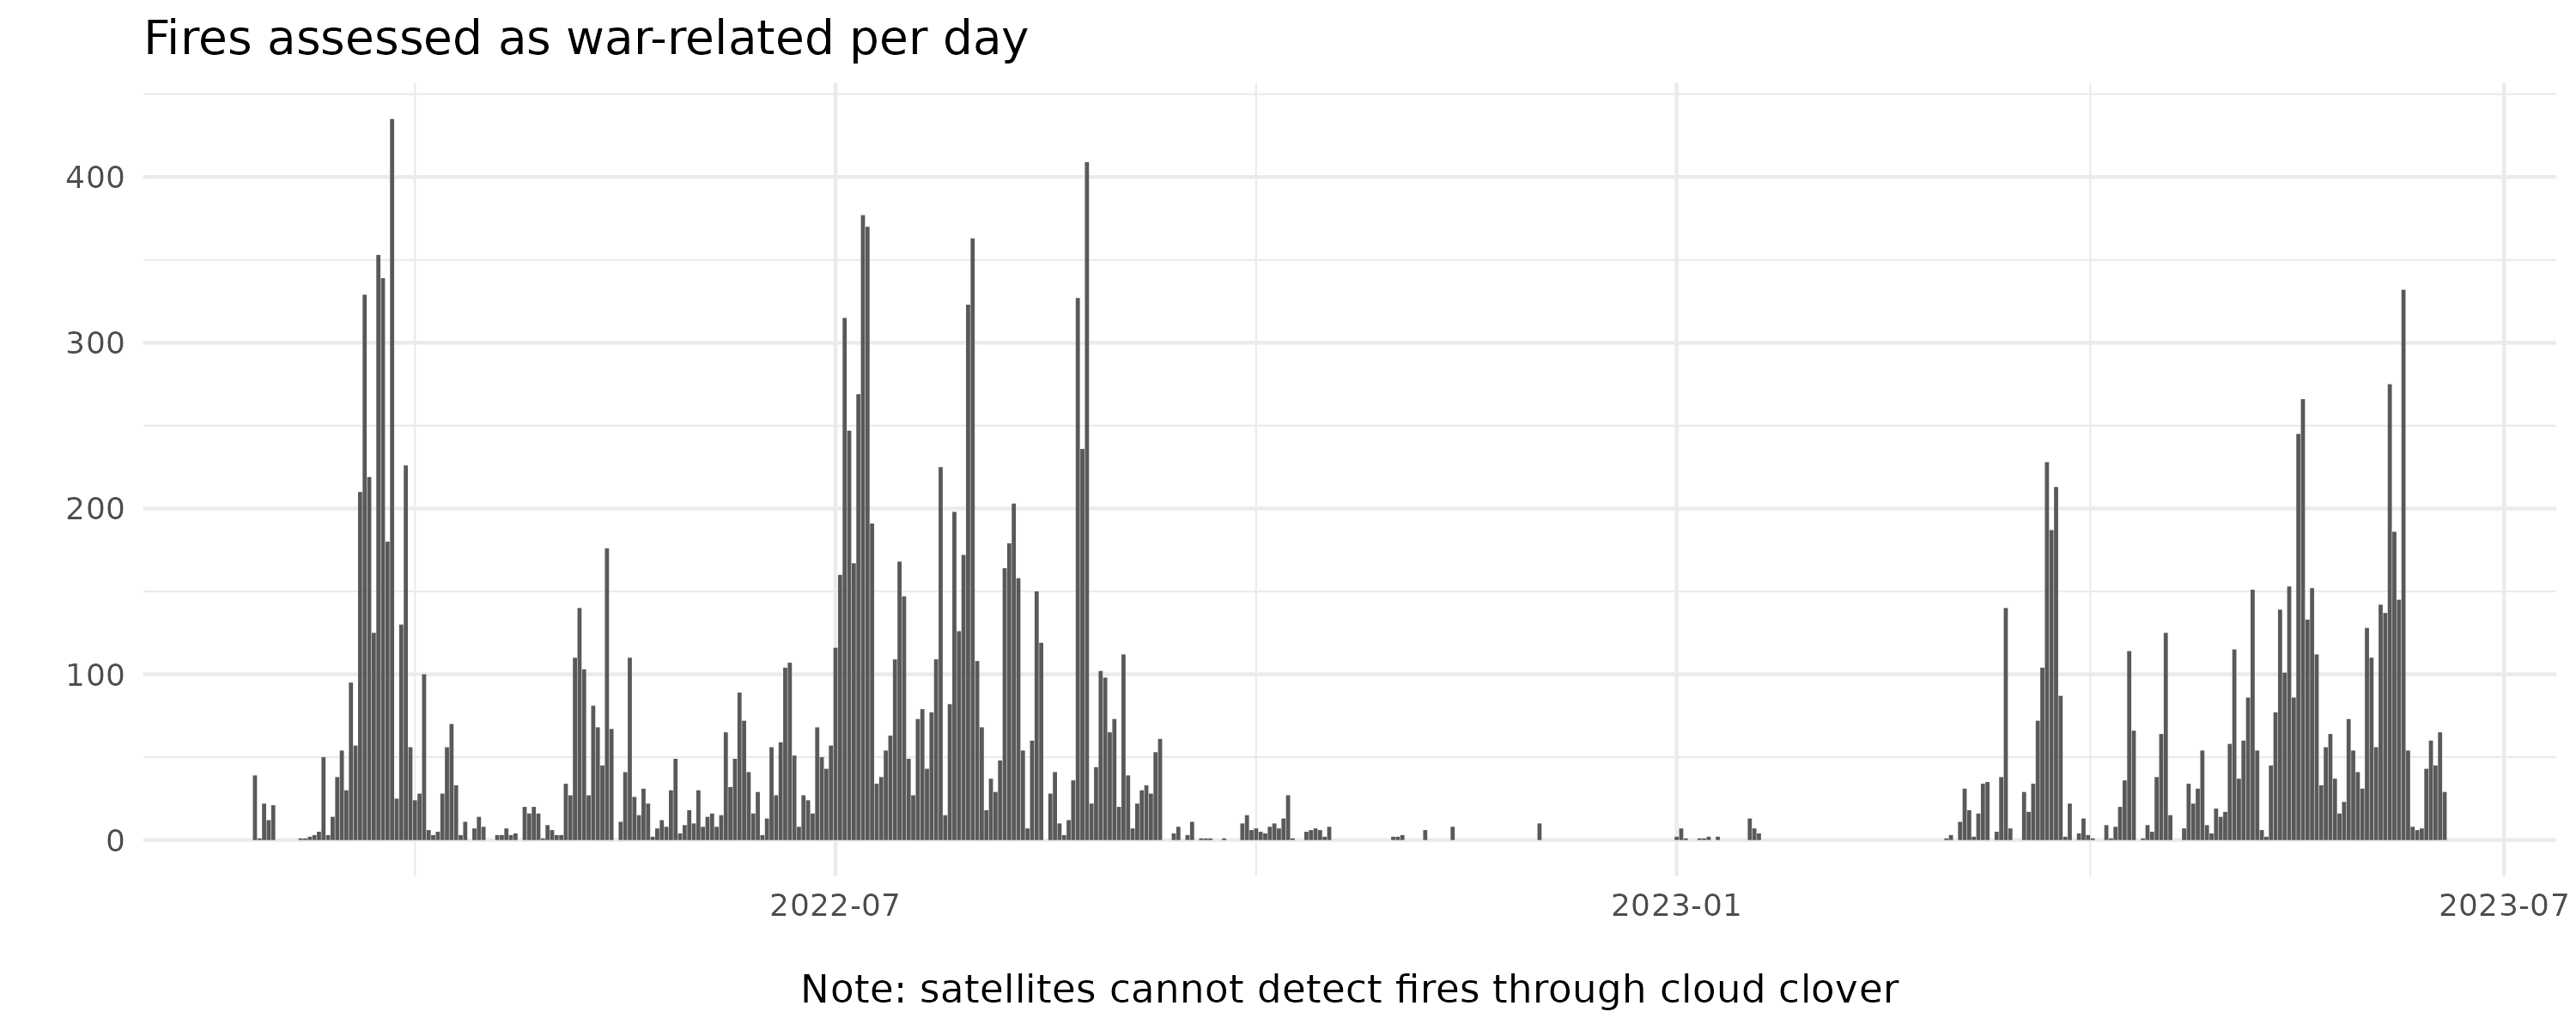 Fires assessed as war-related per day
400
300
200
100
0
2022-07 2023-01 2023-07
Note: satellites cannot detect fires through cloud clover